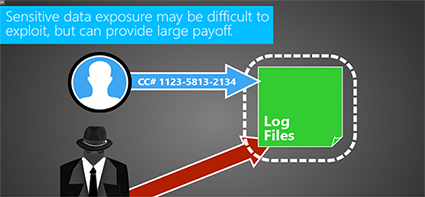 Sensitive data exposure may be difficult to
exploit, but can provide large payoff.
CC# 1123-5813-2134
Log
Files